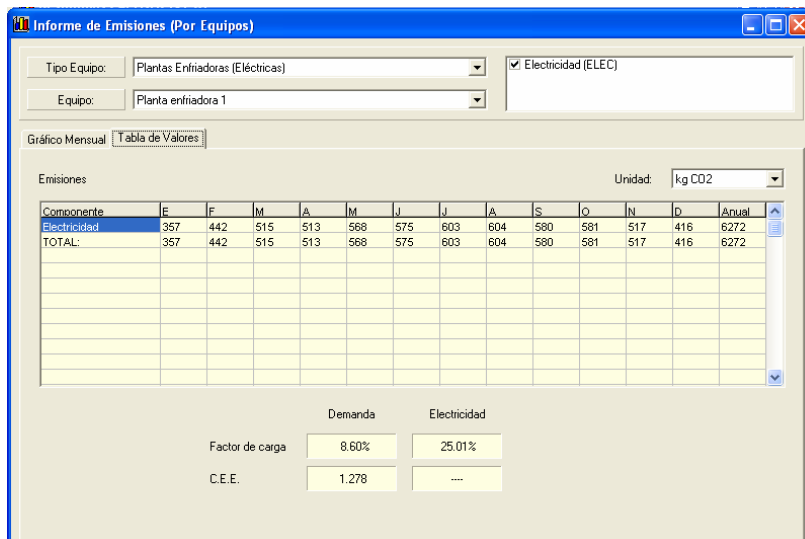 Informe de Emisiones (Por Equipos)
Tipo Equipo: Plantas Enfriadoras (Eléctricas) Electricidad (ELEC)
Equipo: Planta enfriadora 1
Gráfico Mensual Tabla de Valores
Emisiones Unidad: kg CO2
Componente E F M A M J J A S O N D Anual
Electricidad 357 442 515 513 568 575 603 604 580 581 517 416 6272
TOTAL: 357 442 515 513 568 575 603 604 580 581 517 416 6272
Demanda Electricidad
Factor de carga 8.60% 25.01%
C.E.E. 1.278 ----